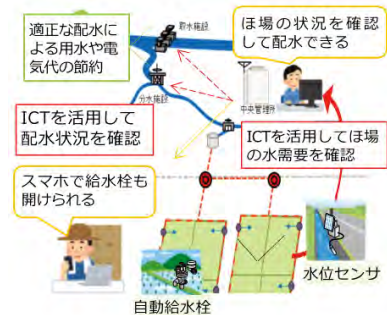 適正な配水に
よる用水や電
気代の節約
取水施設
ほ場の状況を確認
して配水できる
分水施設
中央管理所
ICTを活用して
配水状況を確認
ICTを活用してほ場
の水需要を確認
スマホで給水栓も
開けられる
水位センサ
自動給水栓